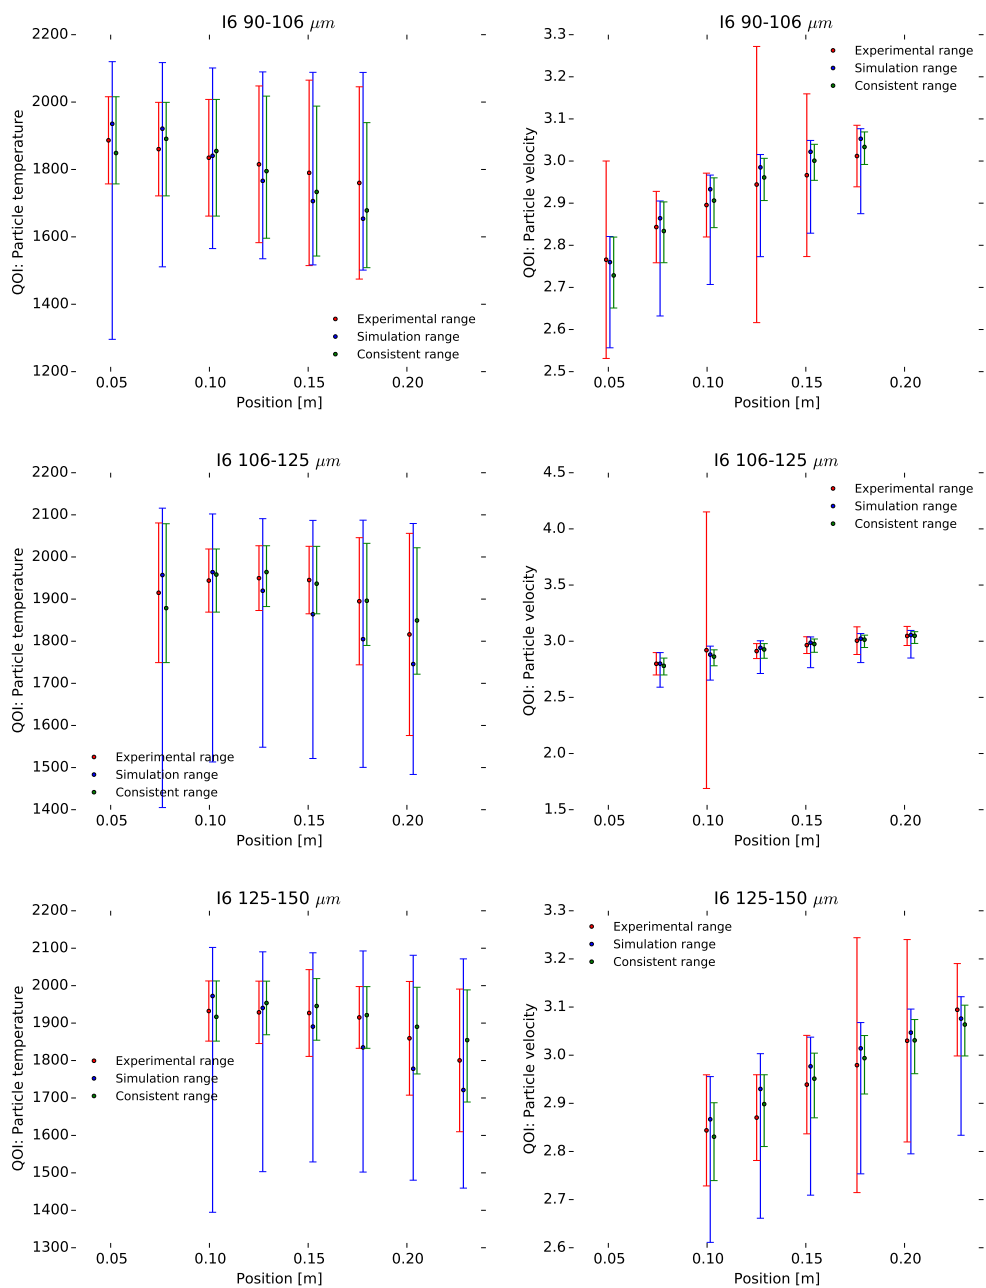 I6 90-106 μm
2200
2000
1800
1600
1400
1200
QOI: Particle temperature
Experimental range
Simulation range
Consistent range
0.05 0.10 0.15 0.20
Position [m]
I6 90-106 μm
3.3
3.2
3.1
3.0
2.9
2.8
2.7
2.6
2.5
QOI: Particle velocity
Experimental range
Simulation range
Consistent range
0.05 0.10 0.15 0.20
Position [m]
I6 106-125 μm
2200
2100
2000
1900
1800
1700
1600
1500
1400
QOI: Particle temperature
Experimental range
Simulation range
Consistent range
0.05 0.10 0.15 0.20
Position [m]
I6 106-125 μm
4.5
4.0
3.5
3.0
2.5
2.0
1.5
QOI: Particle velocity
Experimental range
Simulation range
Consistent range
0.05 0.10 0.15 0.20
Position [m]
I6 125-150 μm
2200
2100
2000
1900
1800
1700
1600
1500
1400
1300
QOI: Particle temperature
Experimental range
Simulation range
Consistent range
0.05 0.10 0.15 0.20
Position [m]
I6 125-150 μm
3.3
3.2
3.1
3.0
2.9
2.8
2.7
2.6
QOI: Particle velocity
Experimental range
Simulation range
Consistent range
0.05 0.10 0.15 0.20
Position [m]